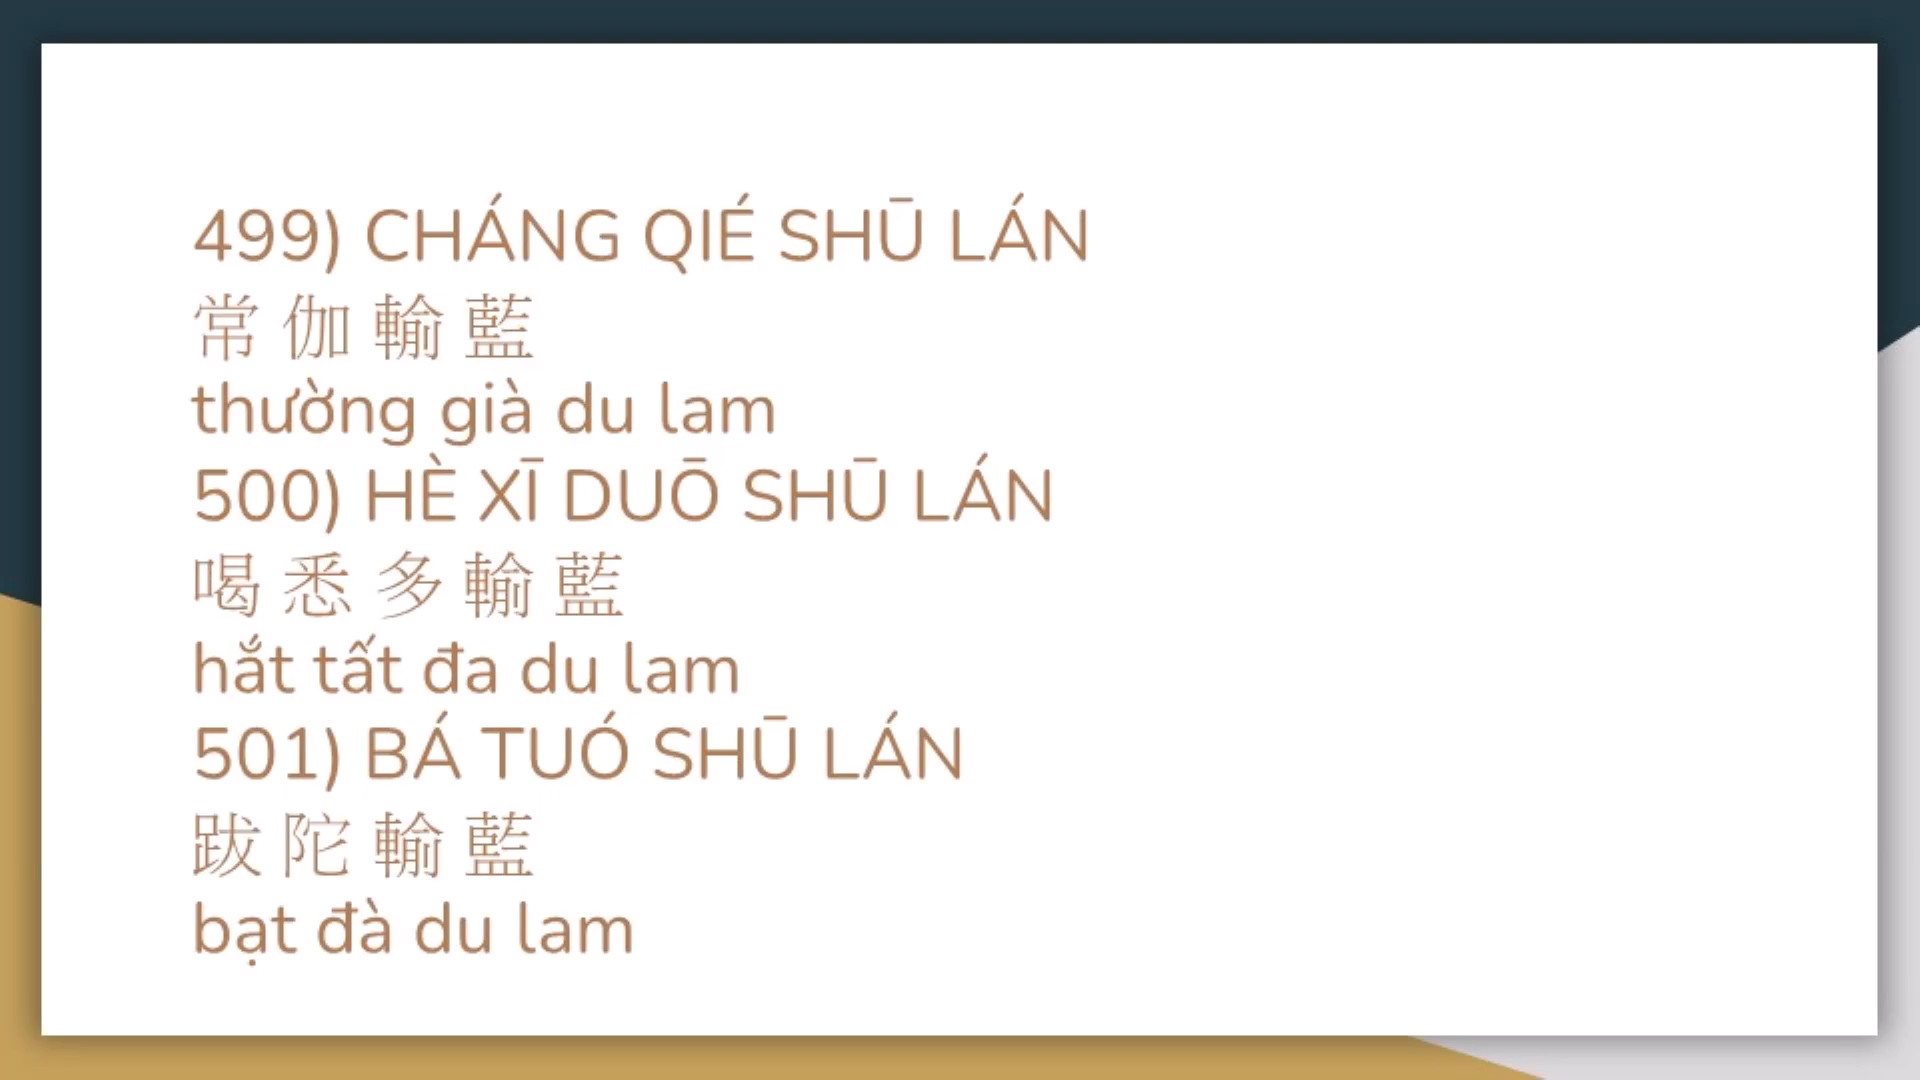 499) CHÁNG QIÉ SHŪ LÁN
常 伽 輸 藍
thường già du lam
500) HÈ XĪ DUŌ SHŪ LÁN
喝 悉 多 輸 藍
hắt tất đa du lam
501) BÁ TUÓ SHŪ LÁN
跋 陀 輸 藍
bạt đà du lam